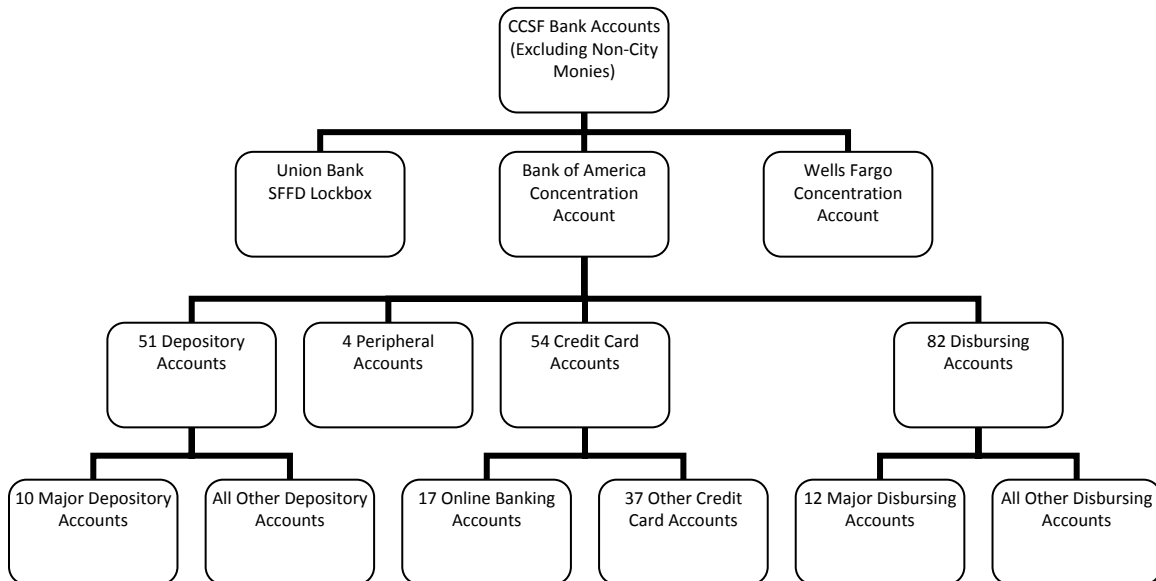 CCSF Bank Accounts
(Excluding Non-City
Monies)
Union Bank
SFFD Lockbox
Bank of America
Concentration
Account
Wells Fargo
Concentration
Account
51 Depository
Accounts
4 Peripheral
Accounts
54 Credit Card
Accounts
82 Disbursing
Accounts
10 Major Depository
Accounts
All Other Depository
Accounts
17 Online Banking
Accounts
37 Other Credit
Card Accounts
12 Major Disbursing
Accounts
All Other Disbursing
Accounts